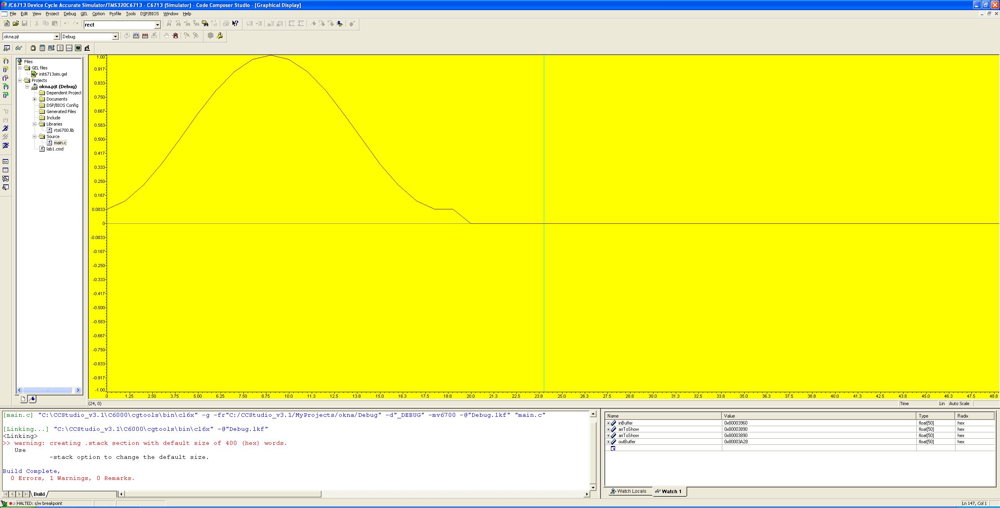 /C6713 Device Cycle Accurate Simulator/TMS320C6713 - C6713 (Simulator) - Code Composer Studio - [Graphical Display]
File Edit View Project Debug GEL Option Profile Tools DSP/BIOS Window Help
rect
okna.pjt Debug
Files
GEL files
init6713sim.gel
Projects
okna.pjt (Debug)
Dependent Project
Documents
DSP/BIOS Config
Generated Files
Include
Libraries
rts6700.lib
Source
main.c
lab1.cmd
1.00
0.917
0.833
0.750
0.667
0.583
0.500
0.417
0.333
0.250
0.167
0.0833
0
-0.0833
-0.167
-0.250
-0.333
-0.417
-0.500
-0.583
-0.667
-0.750
-0.833
-0.917
-1.00
0 1.25 2.50 3.75 5.00 6.25 7.50 8.75 10.0 11.3 12.5 13.8 15.0 16.3 17.5 18.8 20.0 21.3 22.5 23.8 25.0 26.3 27.5 28.8 30.0 31.3 32.5 33.8 35.0 36.3 37.5 38.8 40.0 41.3 42.5 43.8 45.0 46.3 47.5 48.8
(24, 0) Time Lin Auto Scale
[main.c] "C:\CCStudio_v3.1\C6000\cgtools\bin\cl6x" -g -fr"C:/CCStudio_v3.1/MyProjects/okna/Debug" -d"_DEBUG" -mv6700 -@"Debug.lkf" "main.c"
[Linking...] "C:\CCStudio_v3.1\C6000\cgtools\bin\cl6x" -@"Debug.lkf"
<Linking>
>> warning: creating .stack section with default size of 400 (hex) words.
Use
-stack option to change the default size.
Build Complete,
0 Errors, 1 Warnings, 0 Remarks.
Build
Name Value Type Radix
inBuffer 0x80003960 float[50] hex
arrToShow 0x80003890 float[50] hex
arrToShow 0x80003890 float[50] hex
outBuffer 0x80003A28 float[50] hex
Watch Locals Watch 1
HALTED: s/w breakpoint Ln 147, Col 1